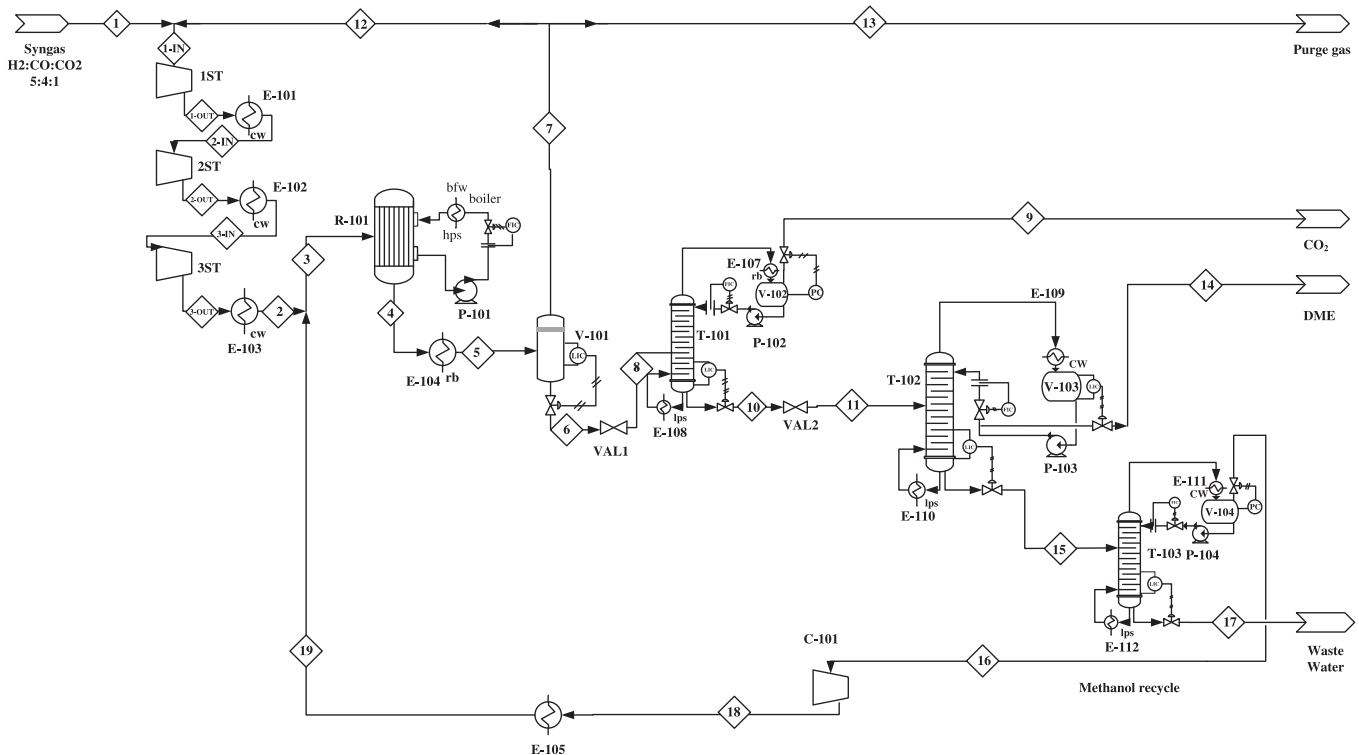 1
12
13
Syngas
H2:CO:CO2
5:4:1
Purge gas
1-IN
1ST
E-101
1-OUT
cw
2-IN
7
2ST
E-102
2-OUT
cw
bfw
boiler
R-101
FIC
9
CO₂
3-IN
hps
3
3ST
E-107
rb
V-102
PC
14
E-109
DME
3-OUT
2
cw
E-103
P-101
4
FIC
T-101
P-102
V-101
5
LIC
E-104
rb
CW
V-103
LIC
T-102
8
LIC
FIC
lps
E-108
10
VAL2
11
6
VAL1
LIC
P-103
E-111
CW
V-104
PC
lps
E-110
FIC
15
T-103
P-104
LIC
lps
E-112
17
Waste
Water
C-101
19
16
Methanol recycle
18
E-105